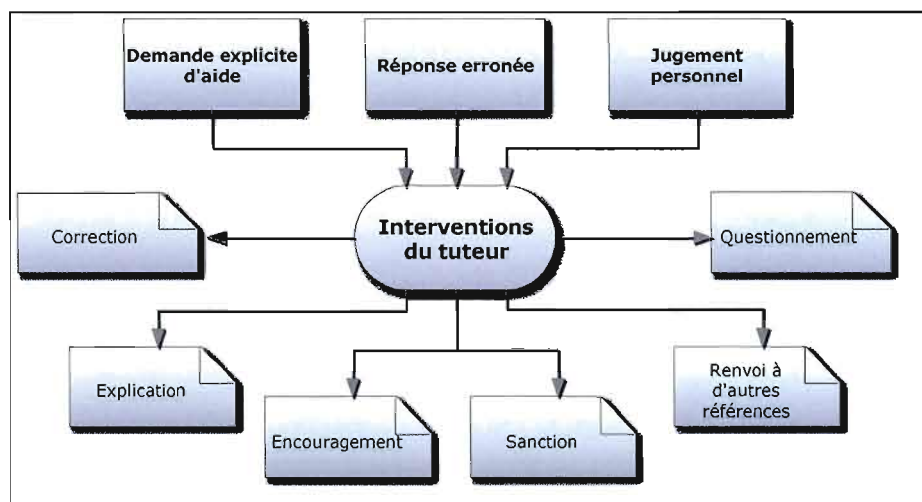 Demande explicite
d'aide
Réponse erronée
Jugement
personnel
Interventions
du tuteur
Correction
Questionnement
Explication
Encouragement
Sanction
Renvoi à
d'autres
références